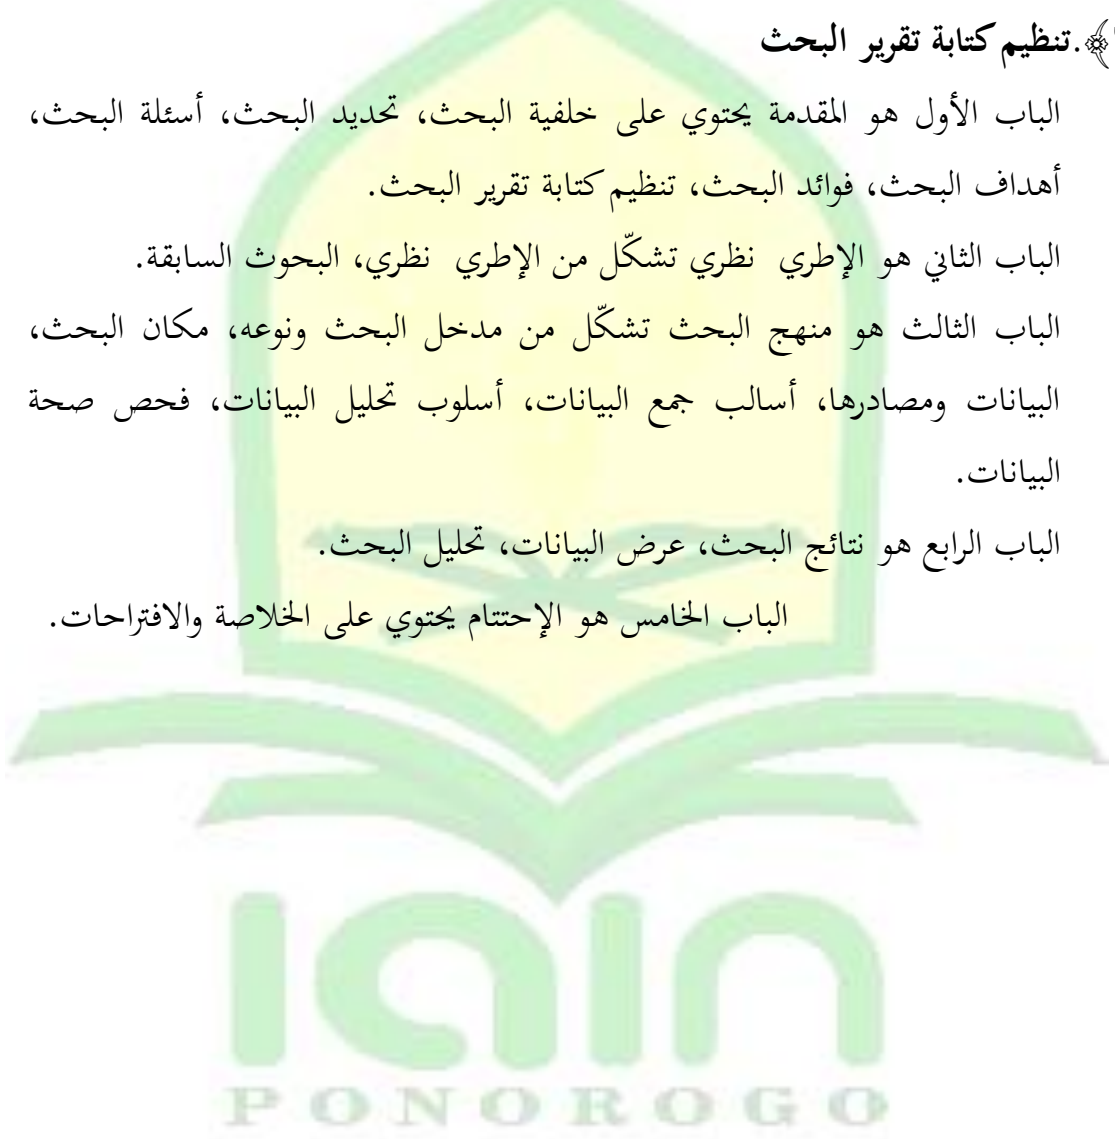 .تنظيم كتابة تقرير البحث
الباب الأول هو المقدمة يحتوي على خلفية البحث، تحديد البحث، أسئلة البحث،
أهداف البحث، فوائد البحث، تنظيم كتابة تقرير البحث.
الباب الثاني هو الإطري نظري تشكّل من الإطري نظري، البحوث السابقة.
الباب الثالث هو منهج البحث تشكّل من مدخل البحث ونوعه، مكان البحث،
البيانات ومصادرها، أسالب جمع البيانات، أسلوب تحليل البيانات، فحص صحة
البيانات.
الباب الرابع هو نتائج البحث، عرض البيانات، تحليل البحث.
الباب الخامس هو الإحتتام يحتوي على الخلاصة والافتراحات.
IAIN
PONOROGO